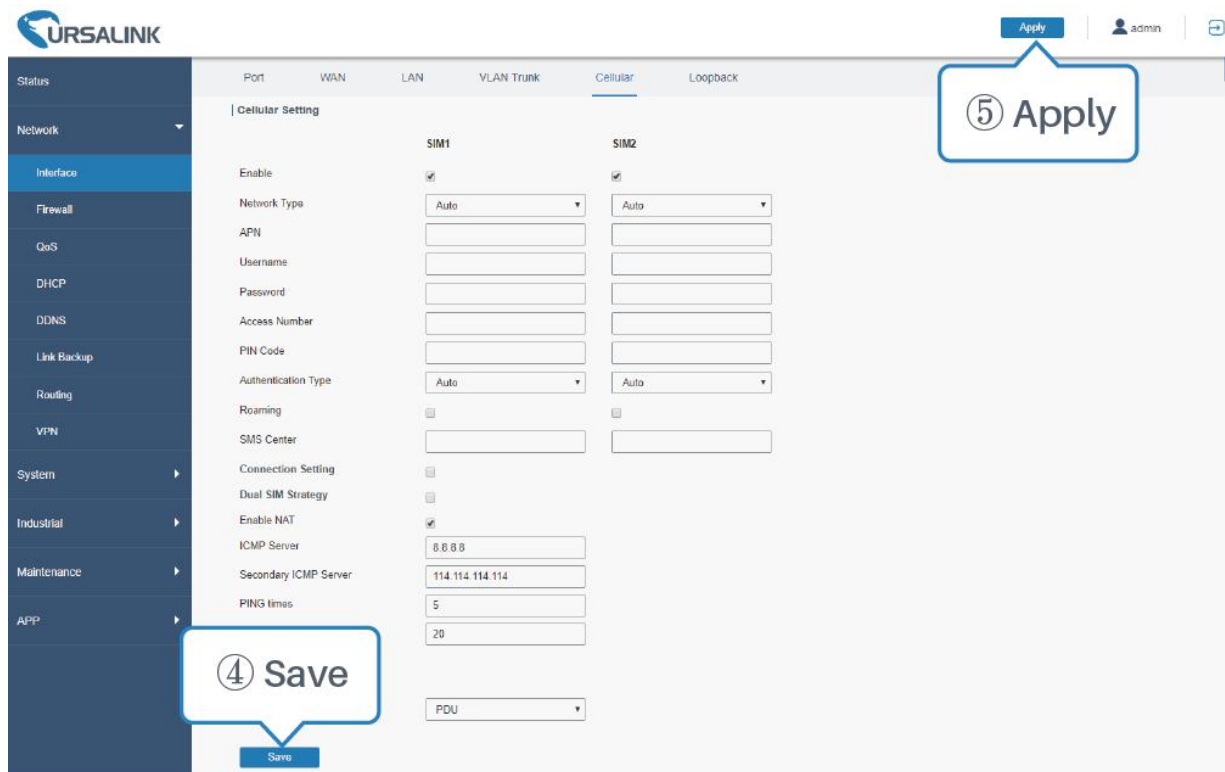 URSALINK
Apply
admin
Status
Port WAN LAN VLAN Trunk Cellular Loopback
⑤ Apply
Cellular Setting
Network
SIM1 SIM2
Interface
Enable
Network Type Auto Auto
Firewall
APN
QoS
Username
DHCP
Password
DDNS
Access Number
Link Backup
PIN Code
Authentication Type Auto Auto
Routing
Roaming
VPN
SMS Center
System
Connection Setting
Dual SIM Strategy
Industrial
Enable NAT
ICMP Server 8.8.8.8
Maintenance
Secondary ICMP Server 114.114.114.114
PING times 5
APP
20
④ Save
PDU
Save